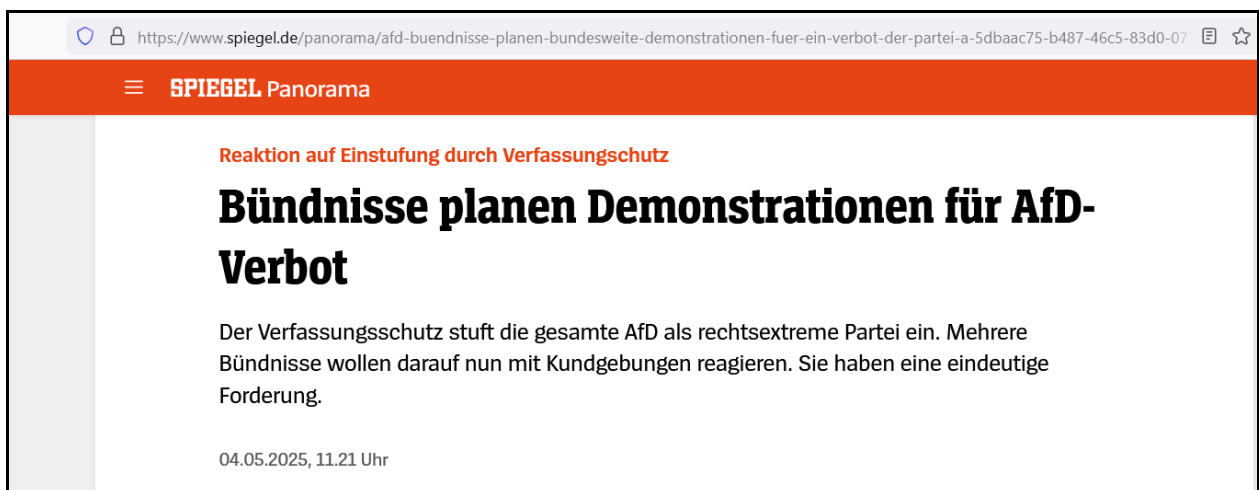 https://www.spiegel.de/panorama/afd-buendnisse-planen-bundesweite-demonstrationen-fuer-ein-verbot-der-partei-a-5dbaac75-b487-46c5-83d0-07
SPIEGEL Panorama
Reaktion auf Einstufung durch Verfassungschutz
Bündnisse planen Demonstrationen für AfD-
Verbot
Der Verfassungsschutz stuft die gesamte AfD als rechtsextreme Partei ein. Mehrere
Bündnisse wollen darauf nun mit Kundgebungen reagieren. Sie haben eine eindeutige
Forderung.
04.05.2025, 11.21 Uhr